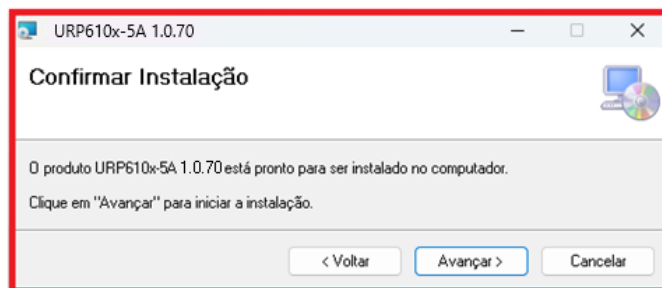 URP610x-5A 1.0.70
Confirmar Instalação
O produto URP610x-5A 1.0.70 está pronto para ser instalado no computador.
Clique em "Avançar" para iniciar a instalação.
< Voltar
Avançar >
Cancelar